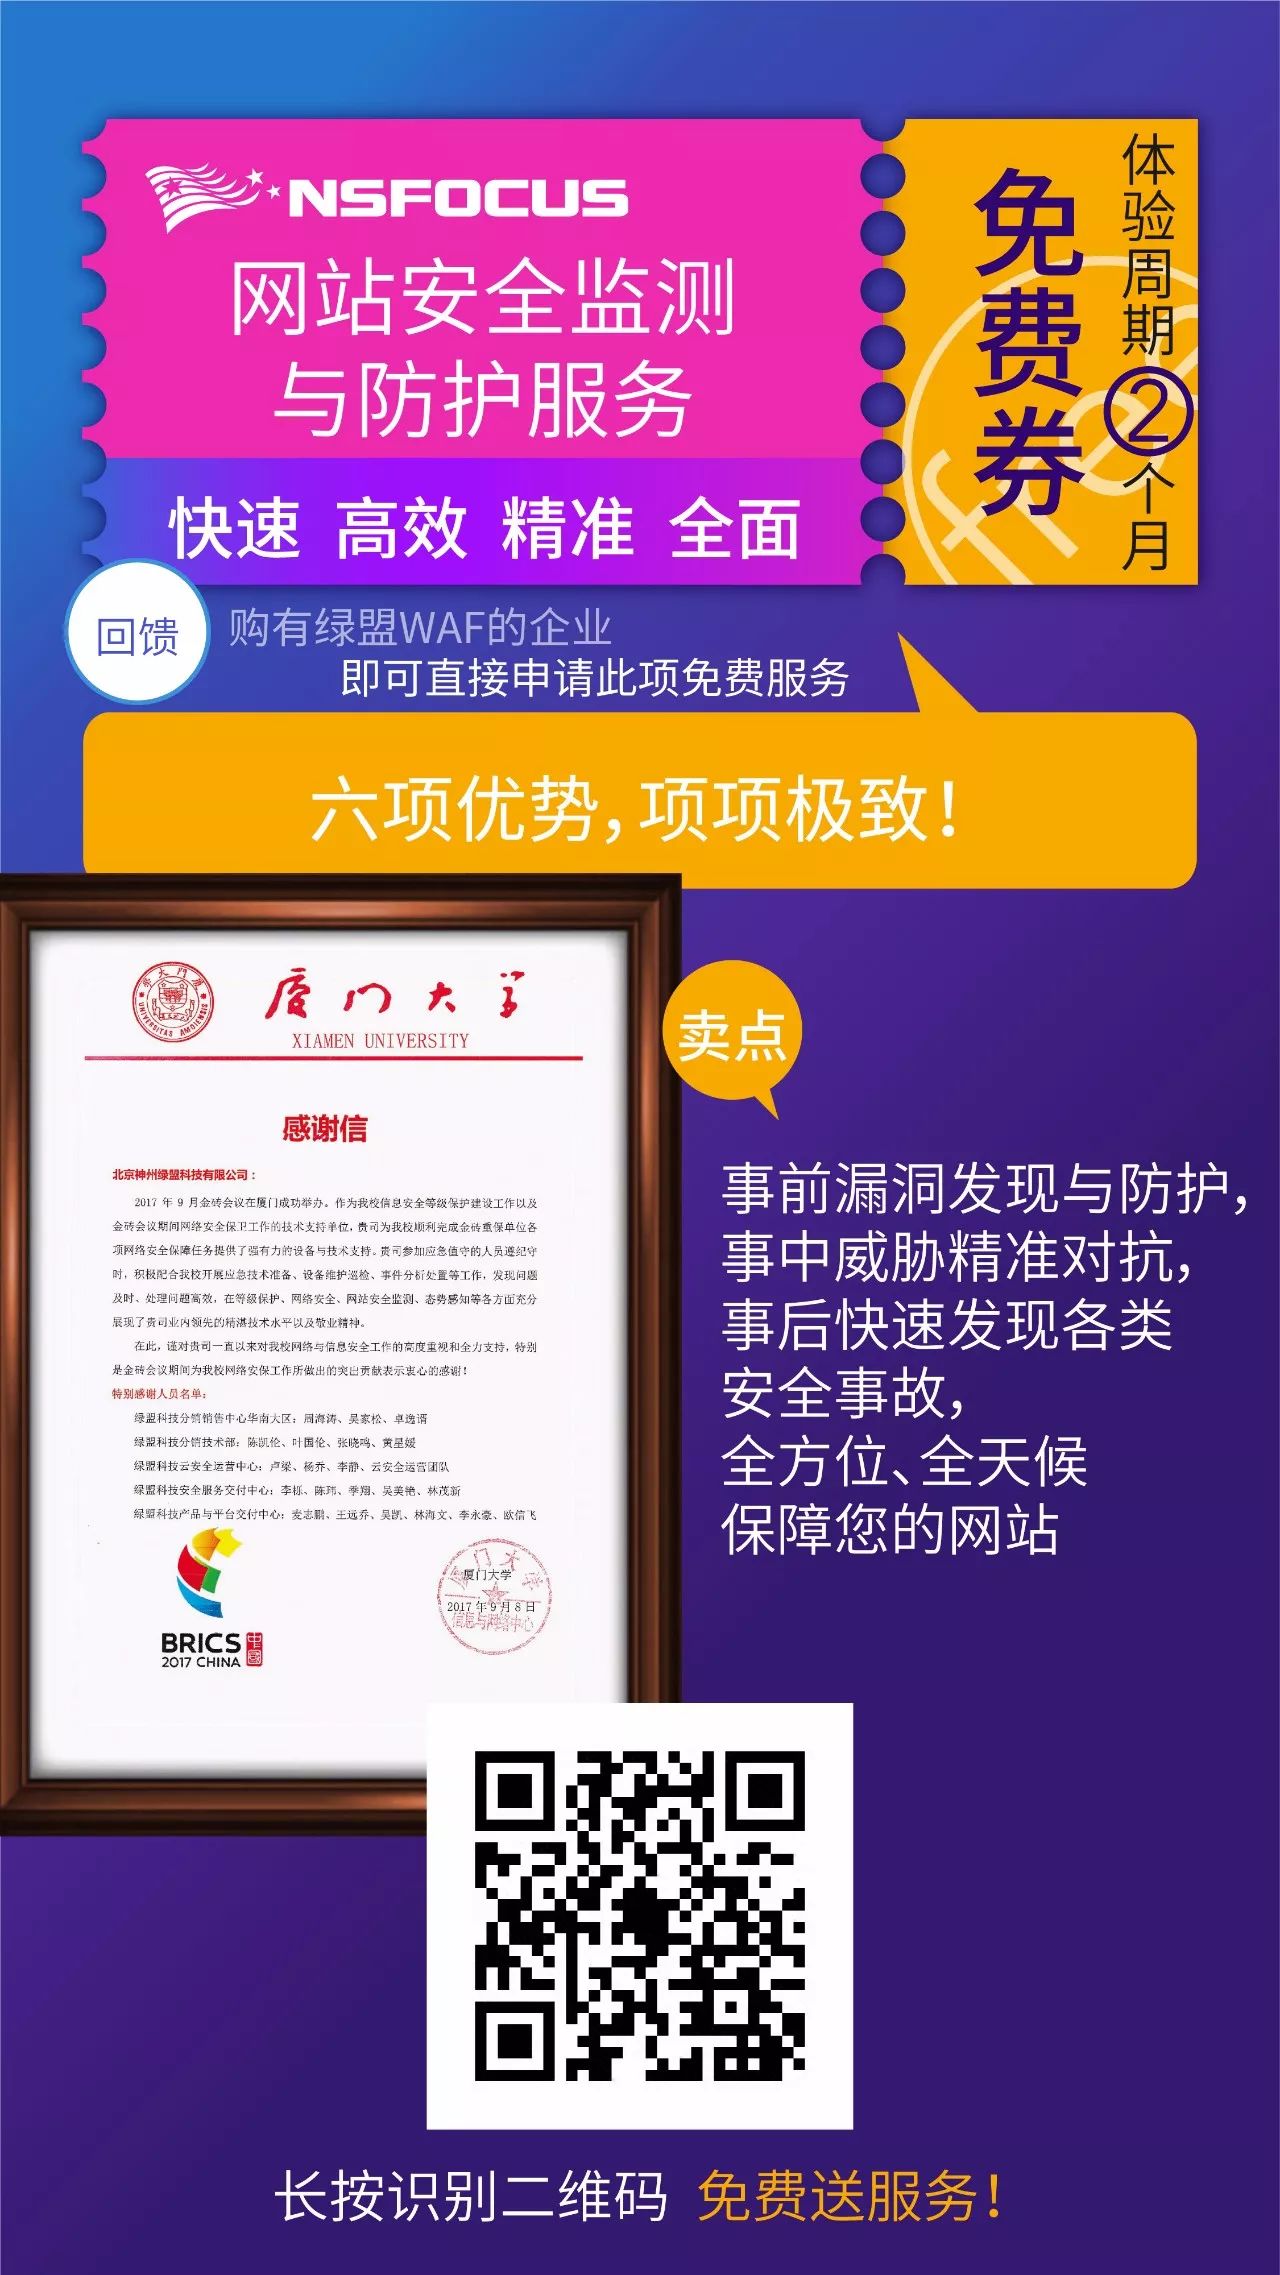 NSFOCUS
网站安全监测
与防护服务
快速 高效 精准 全面
免费券
体验周期②个月
free
回馈
购有绿盟WAF的企业
即可直接申请此项免费服务
六项优势,项项极致!
厦门大学
XIAMEN UNIVERSITY
感谢信
北京神州绿盟科技有限公司:
2017 年 9 月金砖会议在厦门成功举办。作为我校信息安全等级保护建设工作以及
金砖会议期间网络安全保卫工作的技术支持单位,贵司为我校顺利完成金砖重保单位各
项网络安全保障任务提供了强有力的设备与技术支持。贵司参加应急值守的人员遵纪守
时,积极配合我校开展应急技术准备、设备维护巡检、事件分析处置等工作,发现问题
及时、处理问题高效,在等级保护、网络安全、网站安全监测、态势感知等各方面充分
展现了贵司业内领先的精湛技术水平以及敬业精神。
在此,谨对贵司一直以来对我校网络与信息安全工作的高度重视和全力支持,特别
是金砖会议期间为我校网络安保工作所做出的突出贡献表示衷心的感谢!
特别感谢人员名单:
绿盟科技分销销售中心华南大区:周海涛、吴家松、卓逸谞
绿盟科技分销技术部:陈凯伦、叶国伦、张晓鸣、黄星媛
绿盟科技云安全运营中心:卢梁、杨乔、李静、云安全运营团队
绿盟科技安全服务交付中心:李栎、陈玮、季翔、吴美艳、林茂新
绿盟科技产品与平台交付中心:麦志鹏、王远乔、吴凯、林海文、李永豪、欧信飞
厦门大学
2017 年 9 月 8 日
信息与网络中心
BRICS 中国
2017 CHINA
卖点
事前漏洞发现与防护,
事中威胁精准对抗,
事后快速发现各类
安全事故,
全方位、全天候
保障您的网站
长按识别二维码 免费送服务!